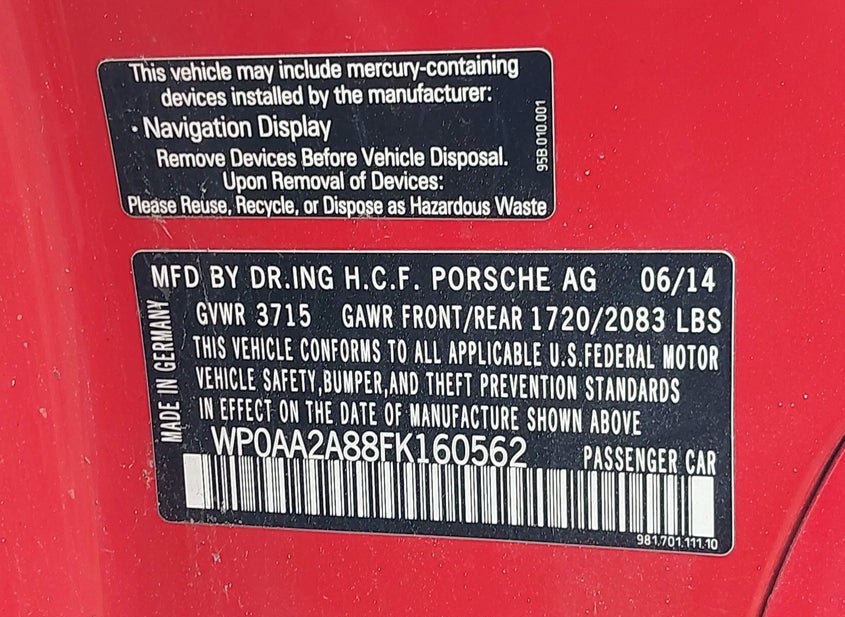 This vehicle may include mercury-containing
devices installed by the manufacturer:
• Navigation Display
Remove Devices Before Vehicle Disposal.
Upon Removal of Devices:
Please Reuse, Recycle, or Dispose as Hazardous Waste
95B.010.001
MFD BY DR.ING H.C.F. PORSCHE AG 06/14
GVWR 3715 GAWR FRONT/REAR 1720/2083 LBS
THIS VEHICLE CONFORMS TO ALL APPLICABLE U.S.FEDERAL MOTOR
VEHICLE SAFETY,BUMPER,AND THEFT PREVENTION STANDARDS
IN EFFECT ON THE DATE OF MANUFACTURE SHOWN ABOVE
MADE IN GERMANY
WP0AA2A88FK160562 PASSENGER CAR
981.701.111.10